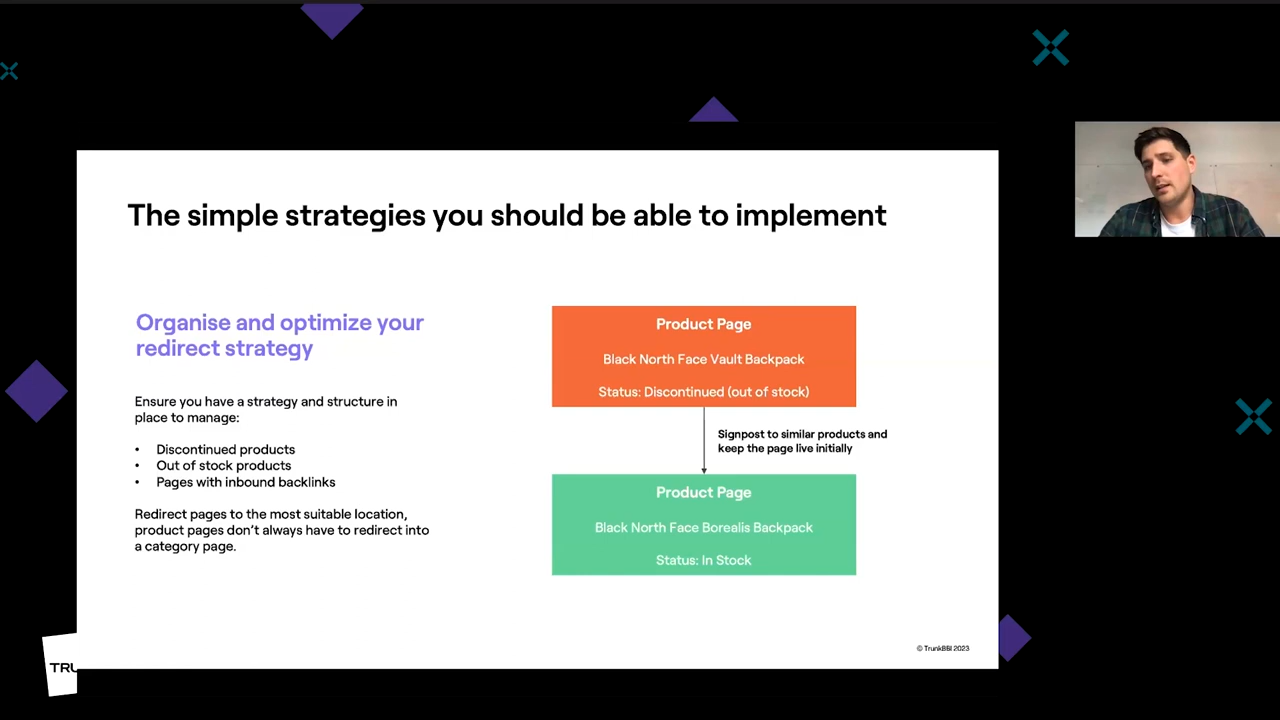 The simple strategies you should be able to implement
Organise and optimize your
redirect strategy
Ensure you have a strategy and structure in
place to manage:
• Discontinued products
• Out of stock products
• Pages with inbound backlinks
Redirect pages to the most suitable location,
product pages don't always have to redirect into
a category page.
Product Page
Black North Face Vault Backpack
Status: Discontinued (out of stock)
Signpost to similar products and
keep the page live initially
Product Page
Black North Face Borealis Backpack
Status: In Stock
© TrunkBBI 2023
TRU